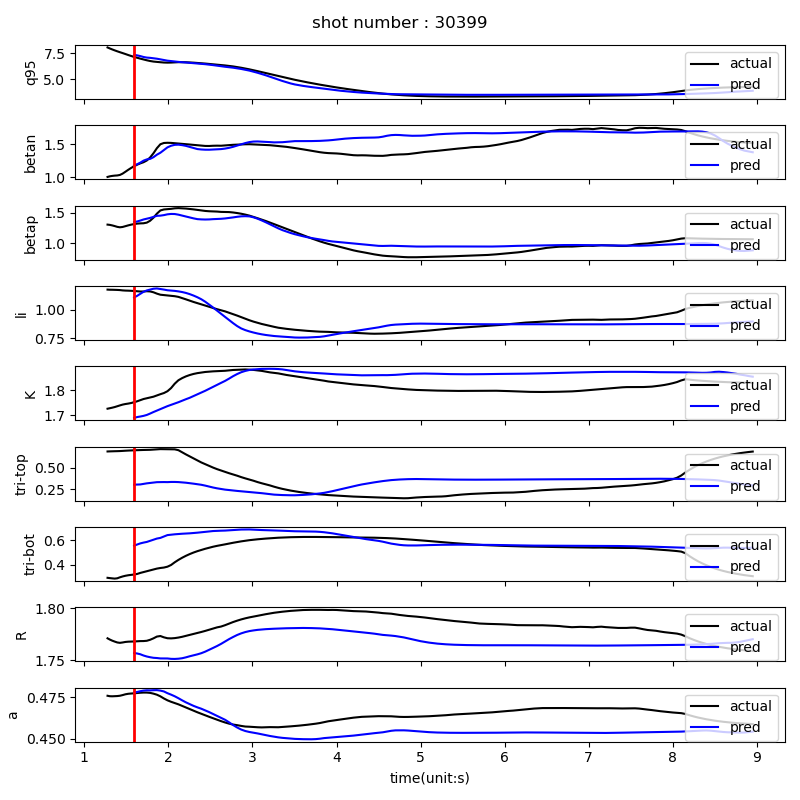 shot number : 30399
7.5
5.0
q95
actual
pred
1.5
1.0
betan
actual
pred
1.5
1.0
betap
actual
pred
1.00
0.75
li
actual
pred
1.8
1.7
K
actual
pred
0.50
0.25
tri-top
actual
pred
0.6
0.4
tri-bot
actual
pred
1.80
1.75
R
actual
pred
0.475
0.450
a
actual
pred
1 2 3 4 5 6 7 8 9
time(unit:s)